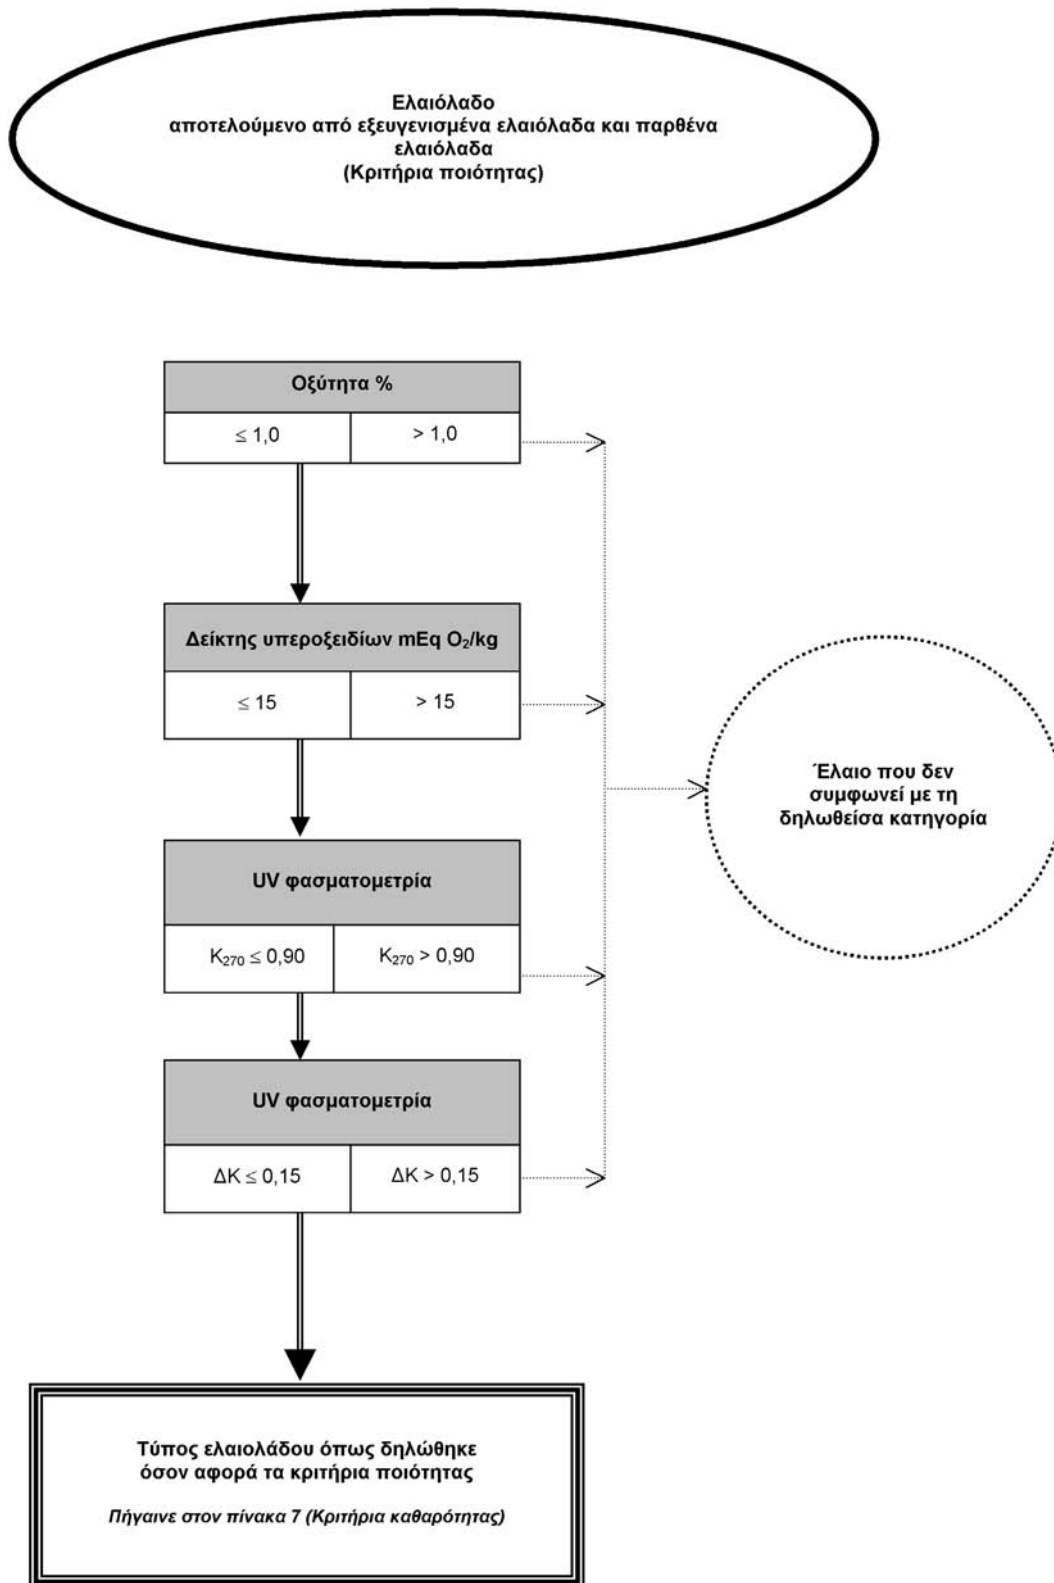 Ελαιόλαδο
αποτελούμενο από εξευγενισμένα ελαιόλαδα και παρθένα
ελαιόλαδα
(Κριτήρια ποιότητας)
Οξύτητα %
≤ 1,0 > 1,0
Δείκτης υπεροξειδίων mEq O₂/kg
≤ 15 > 15
Έλαιο που δεν
συμφωνεί με τη
δηλωθείσα κατηγορία
UV φασματομετρία
K₂₇₀ ≤ 0,90 K₂₇₀ > 0,90
UV φασματομετρία
ΔK ≤ 0,15 ΔK > 0,15
Τύπος ελαιολάδου όπως δηλώθηκε
όσον αφορά τα κριτήρια ποιότητας
Πήγαινε στον πίνακα 7 (Κριτήρια καθαρότητας)